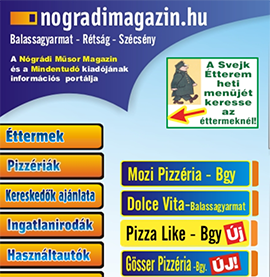 nogradimagazin.hu
Balassagyarmat - Rétság - Szécsény
A Nógrádi Műsor Magazin
és a Mindentudó kiadójának
információs portálja
A Svejk
Étterem
heti
menüjét
keresse
az
éttermeknél!
Éttermek
Pizzériák
Kereskedők ajánlata
Ingatlanirodák
Használtautók
Mozi Pizzéria - Bgy
Dolce Vita-Balassagyarmat
Pizza Like - Bgy Új
Gösser Pizzéria -Bgy. ÚJ!